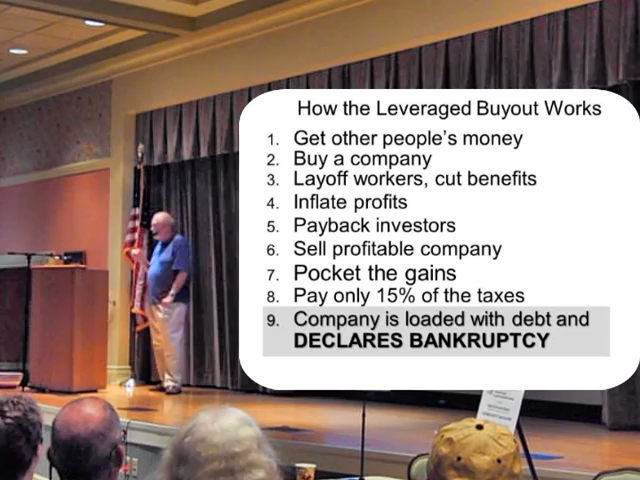 How the Leveraged Buyout Works
1. Get other people's money
2. Buy a company
3. Layoff workers, cut benefits
4. Inflate profits
5. Payback investors
6. Sell profitable company
7. Pocket the gains
8. Pay only 15% of the taxes
9. Company is loaded with debt and
DECLARES BANKRUPTCY